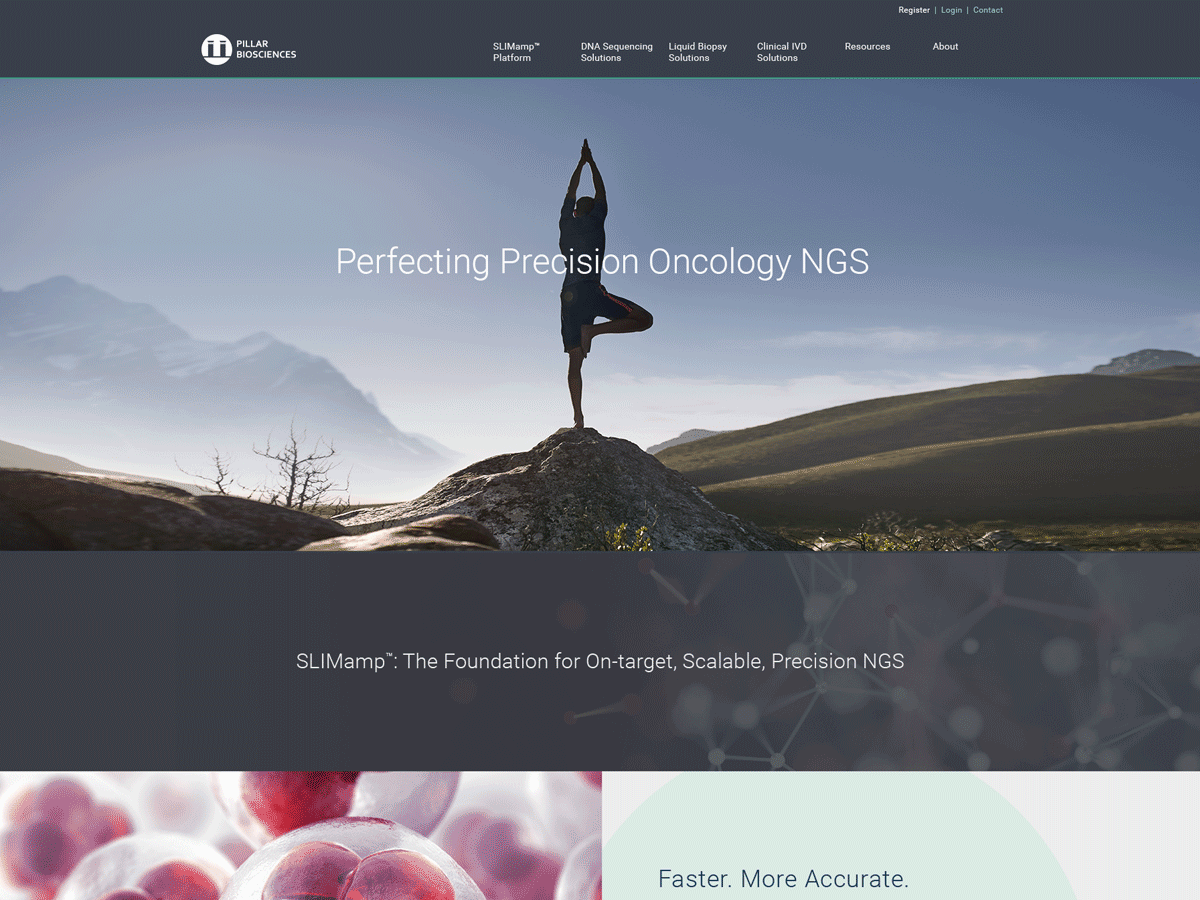 Register | Login | Contact
PILLAR
BIOSCIENCES
SLIMamp™
Platform
DNA Sequencing
Solutions
Liquid Biopsy
Solutions
Clinical IVD
Solutions
Resources
About
Perfecting Precision Oncology NGS
SLIMamp™: The Foundation for On-target, Scalable, Precision NGS
Faster. More Accurate.